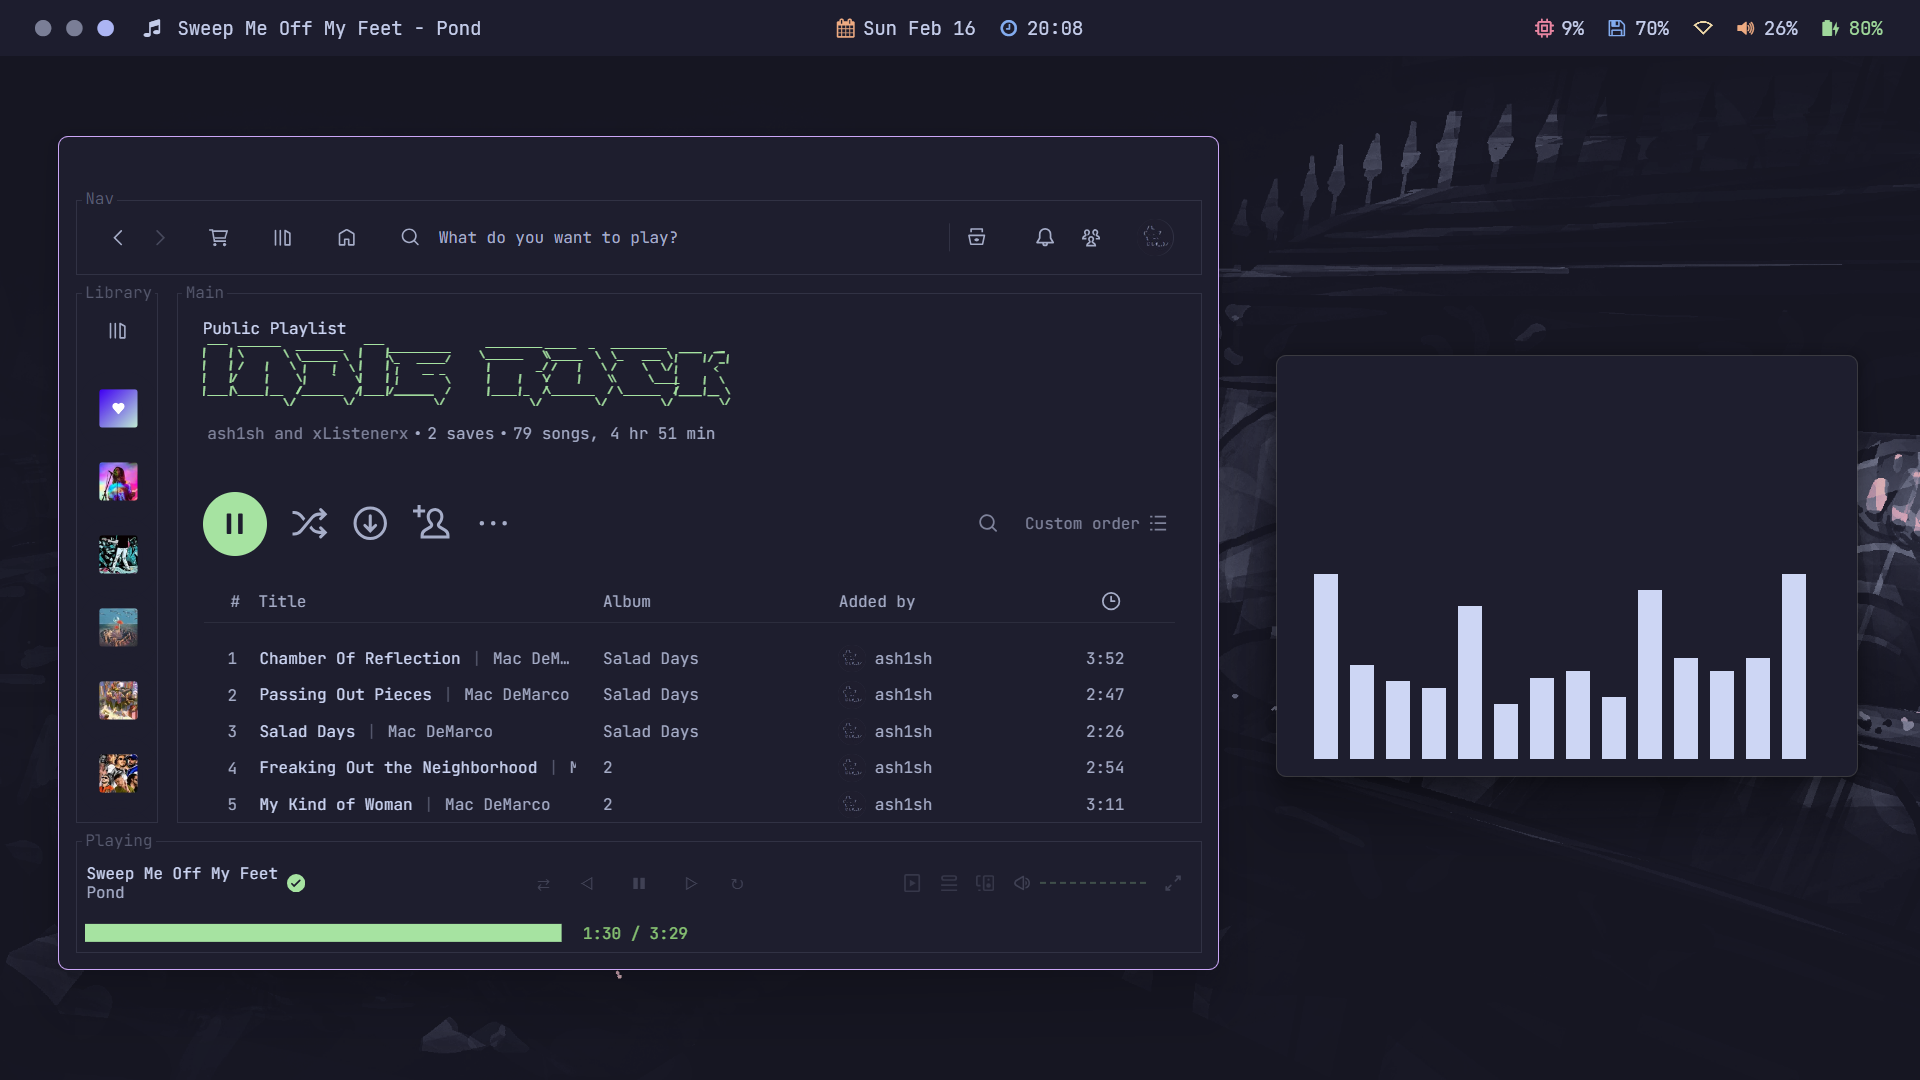 Sweep Me Off My Feet - Pond
Sun Feb 16 20:08
9% 70% 26% 80%
Nav
What do you want to play?
Library
Main
Public Playlist
Indie Rock
ash1sh and xListenerx • 2 saves • 79 songs, 4 hr 51 min
Custom order
# Title Album Added by
1 Chamber Of Reflection | Mac DeM… Salad Days ash1sh 3:52
2 Passing Out Pieces | Mac DeMarco Salad Days ash1sh 2:47
3 Salad Days | Mac DeMarco Salad Days ash1sh 2:26
4 Freaking Out the Neighborhood | 2 ash1sh 2:54
5 My Kind of Woman | Mac DeMarco 2 ash1sh 3:11
Playing
Sweep Me Off My Feet
Pond
1:30 / 3:29